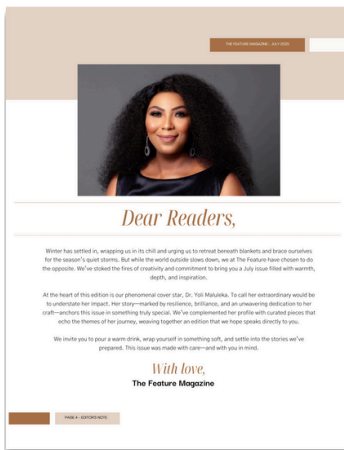 THE FEATURE MAGAZINE | JULY 2025
Dear Readers,
Winter has settled in, wrapping us in its chill and urging us to retreat beneath blankets and brace ourselves
for the season's quiet storms. But while the world outside slows down, we at The Feature have chosen to do
the opposite. We've stoked the fires of creativity and commitment to bring you a July issue filled with warmth,
depth, and inspiration.
At the heart of this edition is our phenomenal cover star, Dr. Yoli Maluleka. To call her extraordinary would be
to understate her impact. Her story—marked by resilience, brilliance, and an unwavering dedication to her
craft—anchors this issue in something truly special. We've complemented her profile with curated pieces that
echo the themes of her journey, weaving together an edition that we hope speaks directly to you.
We invite you to pour a warm drink, wrap yourself in something soft, and settle into the stories we've
prepared. This issue was made with care—and with you in mind.
With love,
The Feature Magazine
PAGE 4 - EDITOR'S NOTE